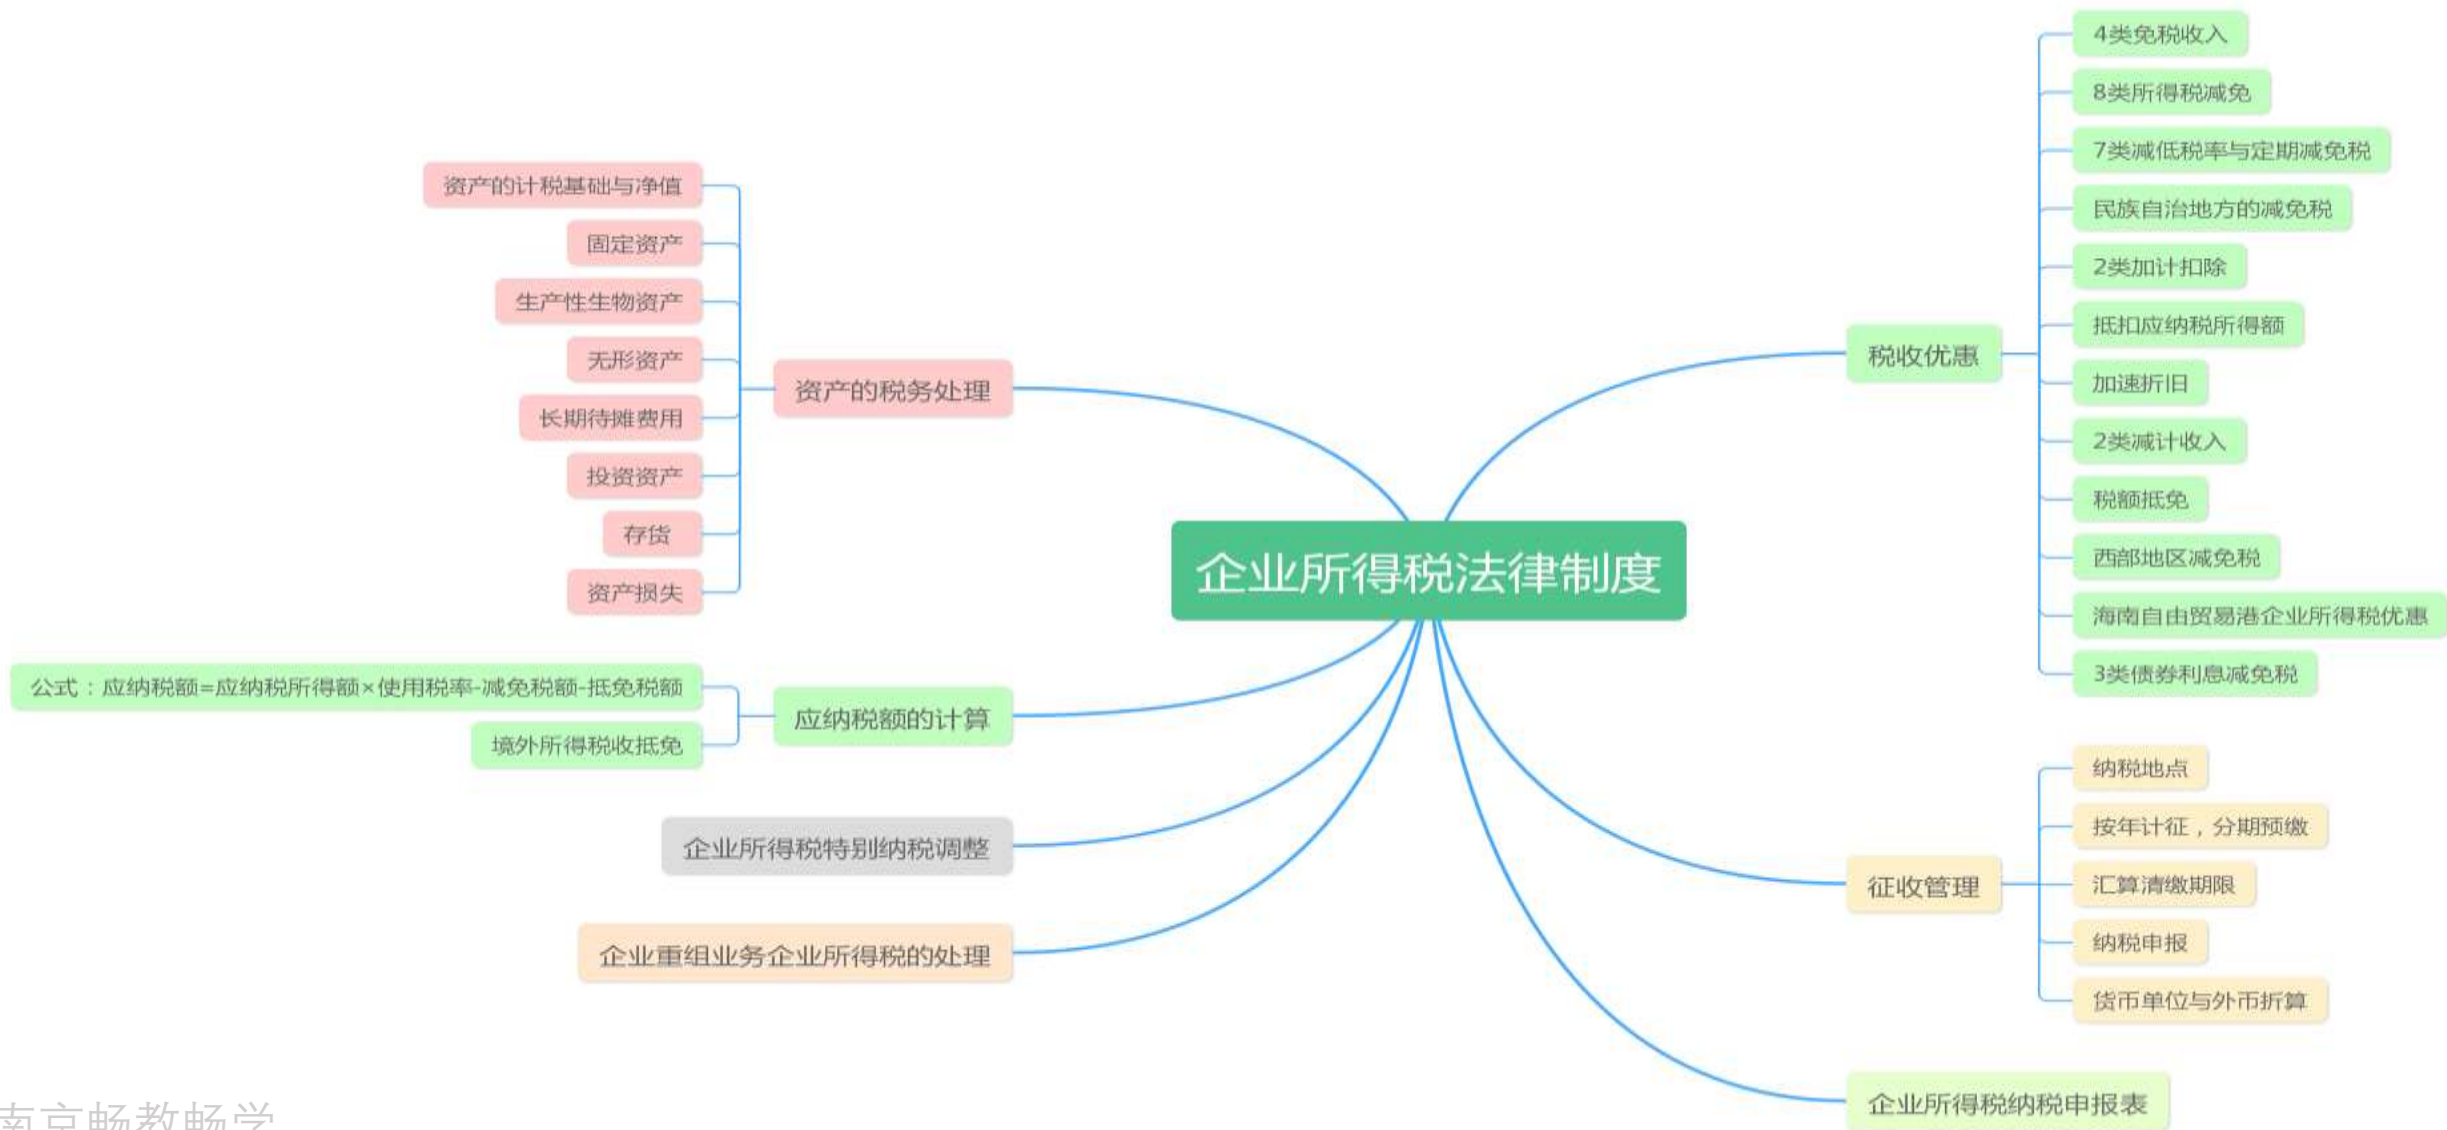 企业所得税法律制度
资产的税务处理
资产的计税基础与净值
固定资产
生产性生物资产
无形资产
长期待摊费用
投资资产
存货
资产损失
应纳税额的计算
公式：应纳税额=应纳税所得额×使用税率-减免税额-抵免税额
境外所得税收抵免
企业所得税特别纳税调整
企业重组业务企业所得税的处理
税收优惠
4类免税收入
8类所得税减免
7类减低税率与定期减免税
民族自治地方的减免税
2类加计扣除
抵扣应纳税所得额
加速折旧
2类减计收入
税额抵免
西部地区减免税
海南自由贸易港企业所得税优惠
3类债券利息减免税
征收管理
纳税地点
按年计征，分期预缴
汇算清缴期限
纳税申报
货币单位与外币折算
企业所得税纳税申报表
南京畅教畅学